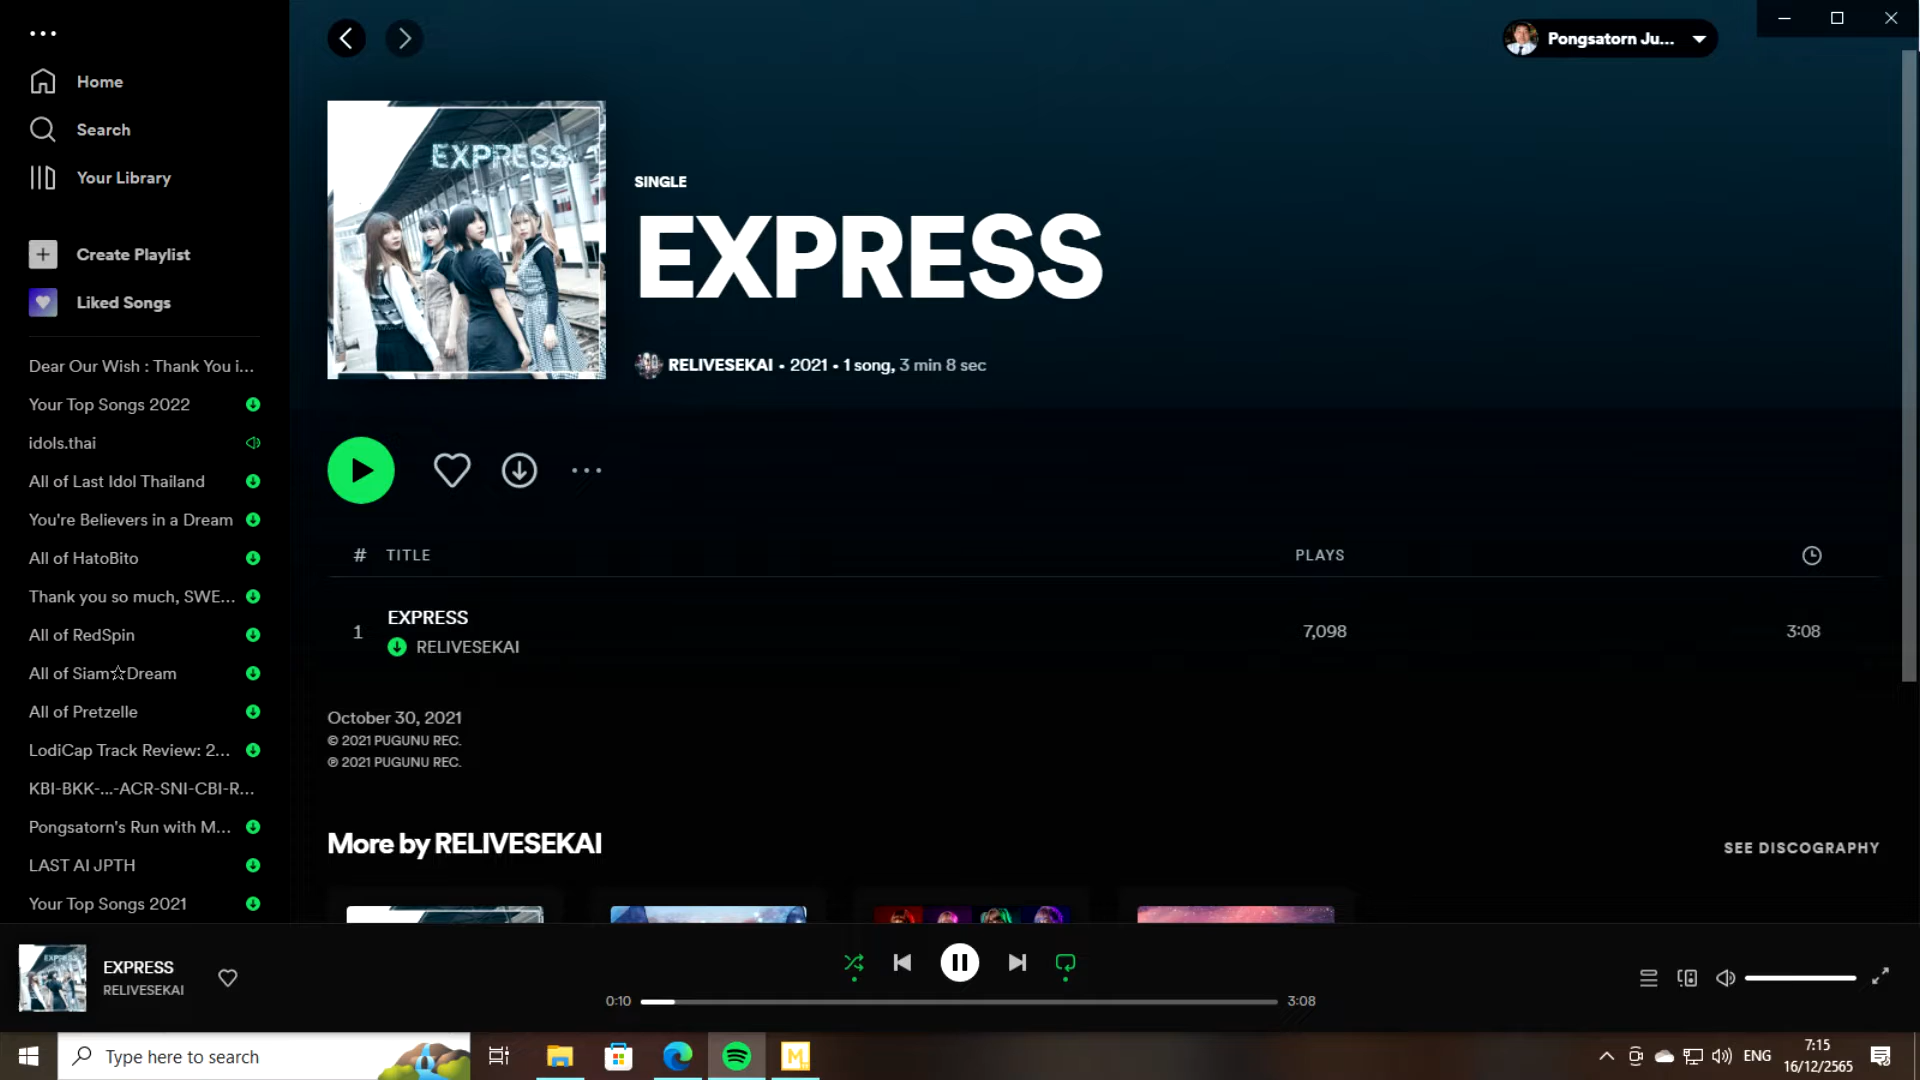 Home
Search
Your Library
Create Playlist
Liked Songs
Dear Our Wish : Thank You i...
Your Top Songs 2022
idols.thai
All of Last Idol Thailand
You're Believers in a Dream
All of HatoBito
Thank you so much, SWE...
All of RedSpin
All of Siam☆Dream
All of Pretzelle
LodiCap Track Review: 2...
KBI-BKK-...-ACR-SNI-CBI-R...
Pongsatorn's Run with M...
LAST AI JPTH
Your Top Songs 2021
Pongsatorn Ju...
EXPRESS
SINGLE
EXPRESS
RELIVESEKAI • 2021 • 1 song, 3 min 8 sec
# TITLE PLAYS
1 EXPRESS 7,098 3:08
RELIVESEKAI
October 30, 2021
© 2021 PUGUNU REC.
℗ 2021 PUGUNU REC.
More by RELIVESEKAI
SEE DISCOGRAPHY
EXPRESS
EXPRESS
RELIVESEKAI
0:10 3:08
Type here to search
M
ENG
7:15
16/12/2565